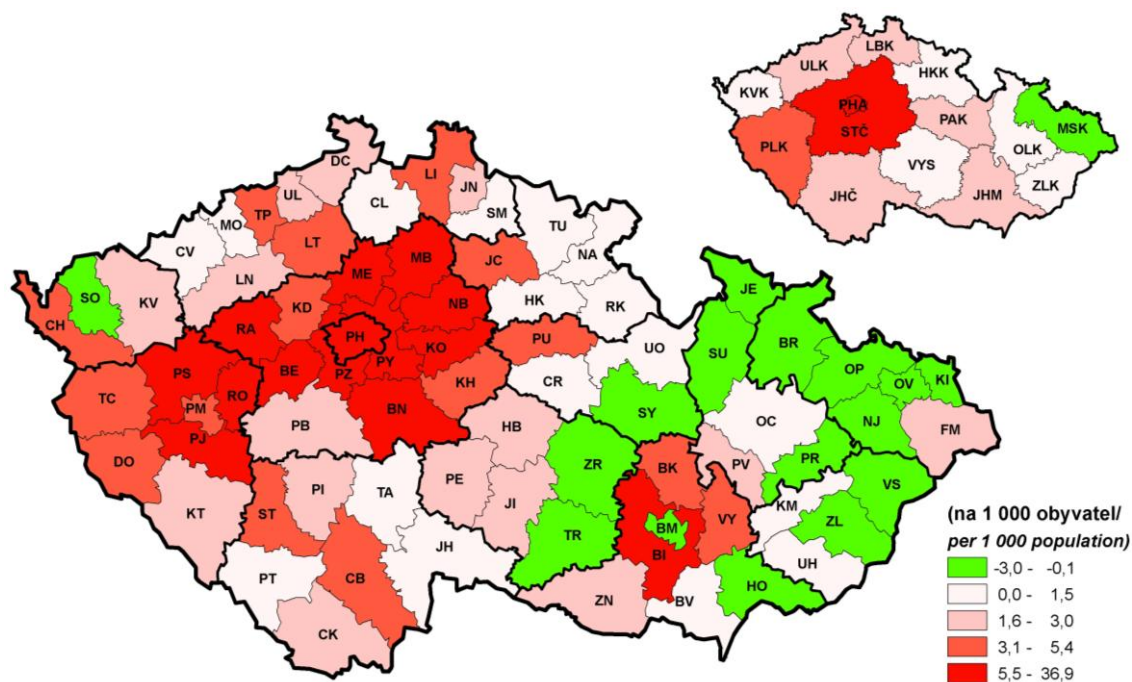 LBK
ULK
HKK
KVK
PHA
STČ
PAK
MSK
PLK
OLK
VYS
ZLK
JHČ
JHM
DC
LI
UL
JN
CL
SM
TP
MO
TU
LT
CV
NA
MB
JC
ME
LN
SO
KV
NB
HK
RK
JE
KD
CH
RA
PH
KO
PU
UO
SU
BR
PS
BE
PZ
PY
OP
OV
KI
TC
RO
PM
KH
CR
BN
SY
PJ
PB
HB
OC
NJ
FM
DO
ZR
PV
PR
BK
VS
PI
TA
PE
JI
KT
ST
KM
BM
VY
ZL
TR
BI
JH
UH
CB
PT
HO
ZN
BV
CK
(na 1 000 obyvatel/
per 1 000 population)
-3,0 - -0,1
0,0 - 1,5
1,6 - 3,0
3,1 - 5,4
5,5 - 36,9